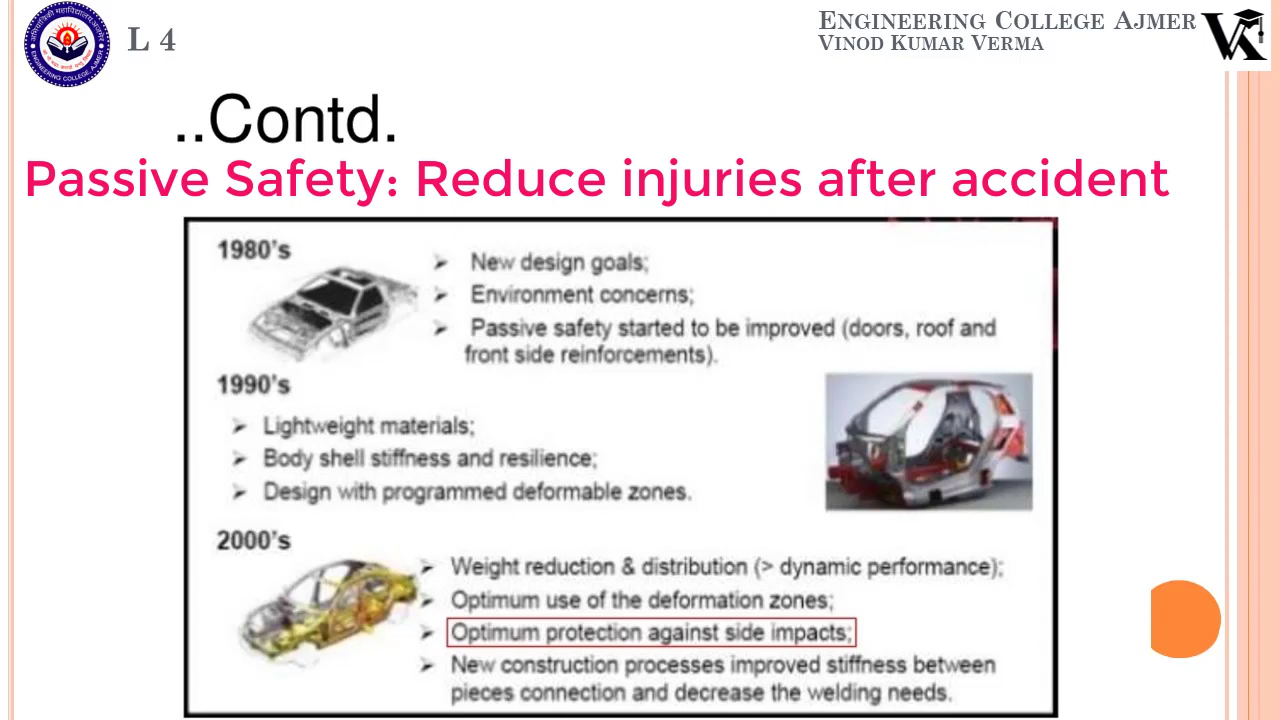 L 4
ENGINEERING COLLEGE AJMER
VINOD KUMAR VERMA
ENGINEERING COLLEGE AJMER
..Contd.
Passive Safety: Reduce injuries after accident
1980's
➢ New design goals;
➢ Environment concerns;
➢ Passive safety started to be improved (doors, roof and
front side reinforcements).
1990's
➢ Lightweight materials;
➢ Body shell stiffness and resilience;
➢ Design with programmed deformable zones.
2000's
➢ Weight reduction & distribution (> dynamic performance);
➢ Optimum use of the deformation zones;
➢ Optimum protection against side impacts;
➢ New construction processes improved stiffness between
pieces connection and decrease the welding needs.